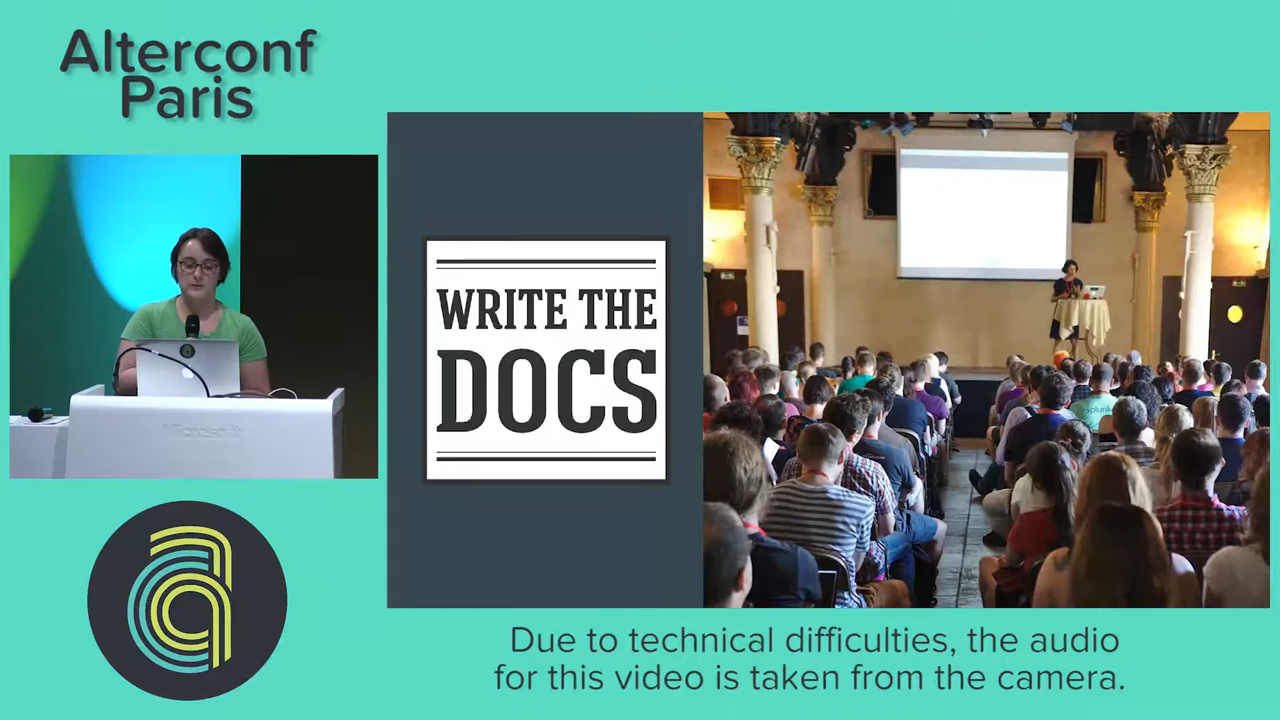 Alterconf
Paris
WRITE THE
DOCS
Due to technical difficulties, the audio
for this video is taken from the camera.